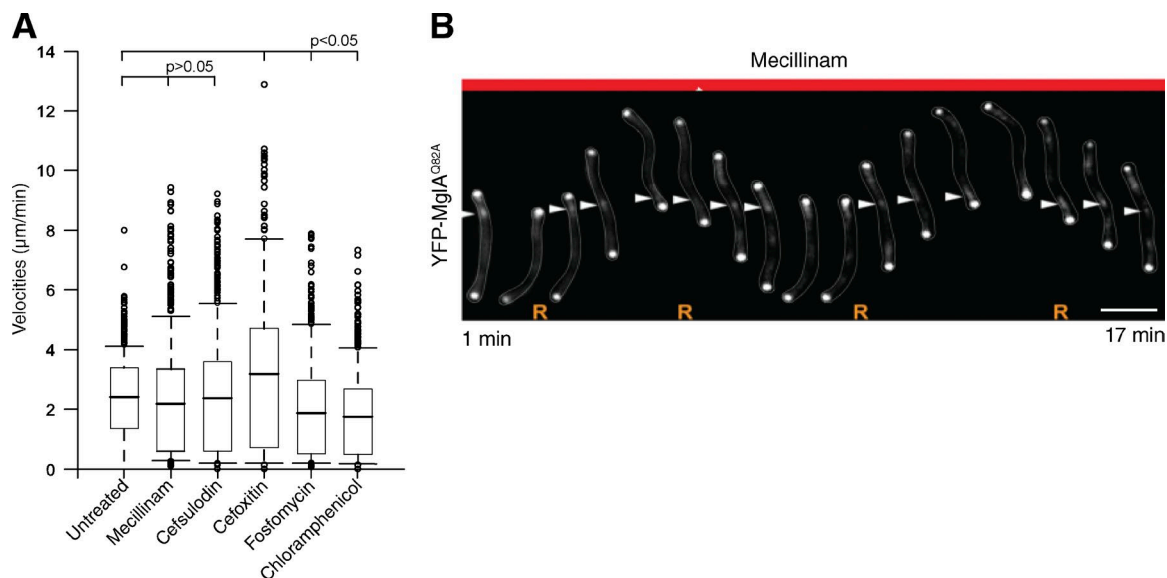 A
B
14
12
10
8
6
4
2
0
Velocities (µm/min)
p<0.05
p>0.05
Untreated
Mecillinam
Cefsulodin
Cefoxitin
Fosfomycin
Chloramphenicol
Mecillinam
YFP-MglA^Q82A
R R R R
1 min 17 min